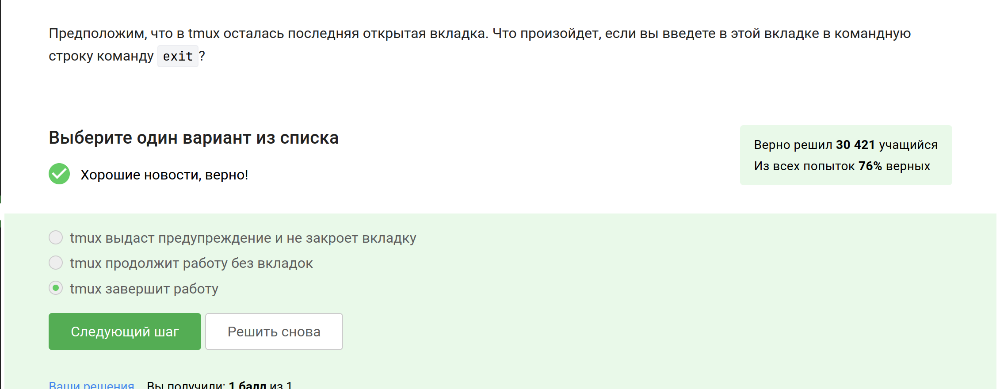 Предположим, что в tmux осталась последняя открытая вкладка. Что произойдет, если вы введете в этой вкладке в командную
строку команду exit?
Выберите один вариант из списка
Хорошие новости, верно!
Верно решил 30 421 учащийся
Из всех попыток 76% верных
tmux выдаст предупреждение и не закроет вкладку
tmux продолжит работу без вкладок
tmux завершит работу
Следующий шаг
Решить снова
Ваши решения Вы получили: 1 балл из 1